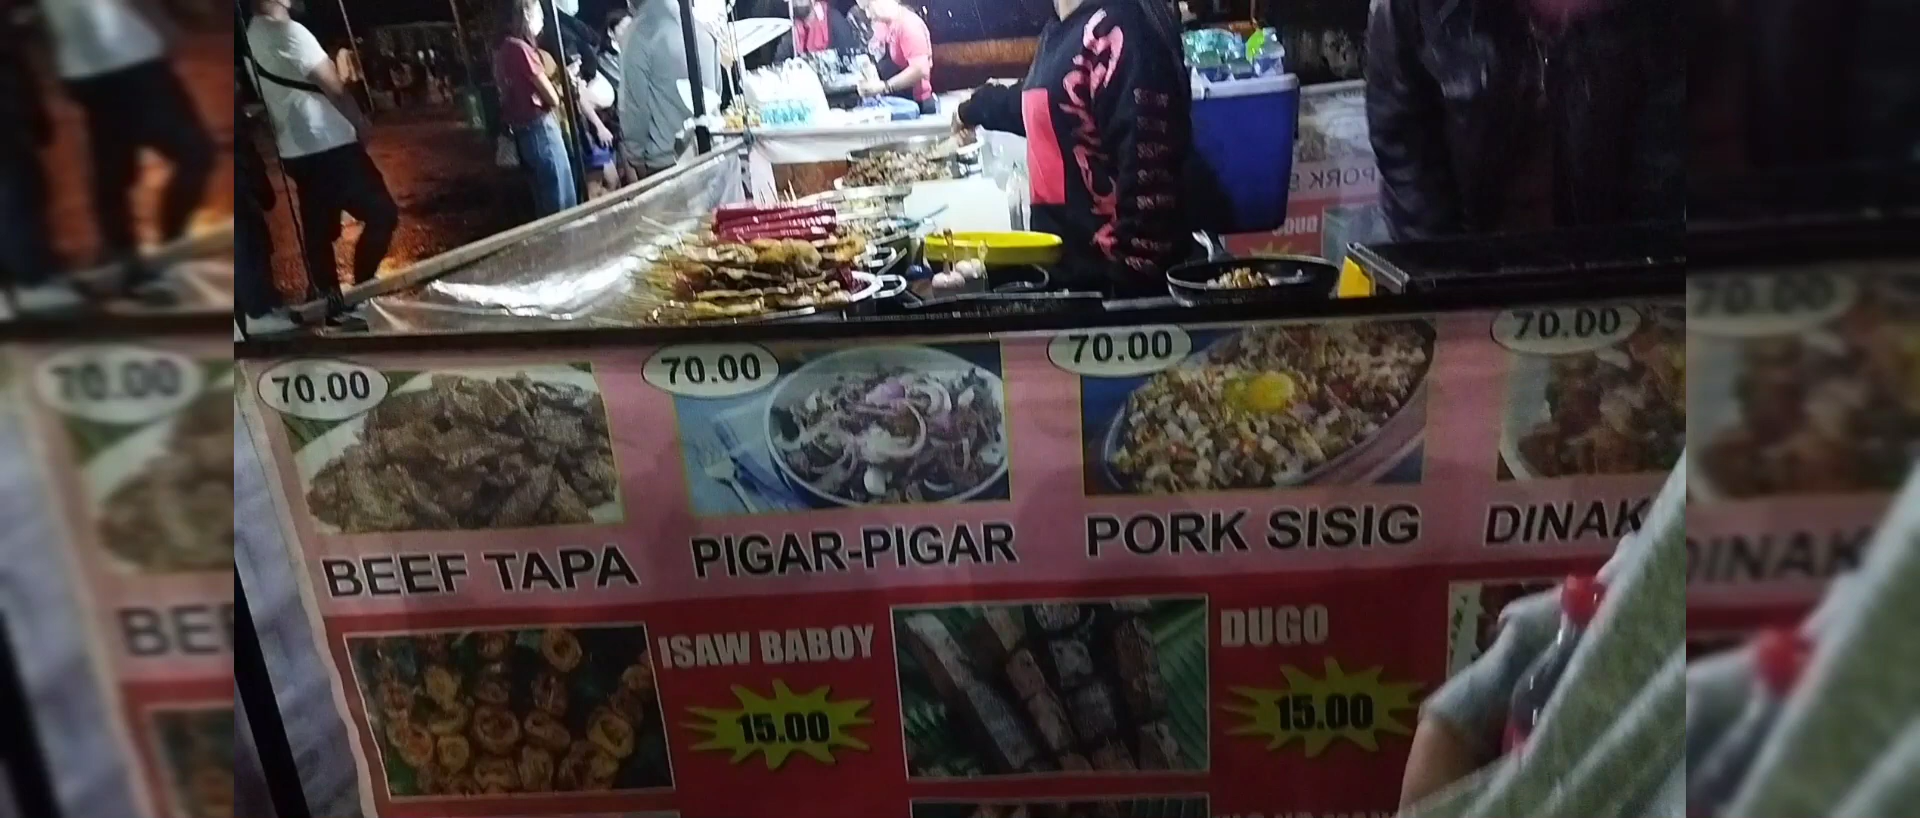 70.00
70.00
70.00
70.00
BEEF TAPA
PIGAR-PIGAR
PORK SISIG
DINAK
ISAW BABOY
15.00
DUGO
15.00